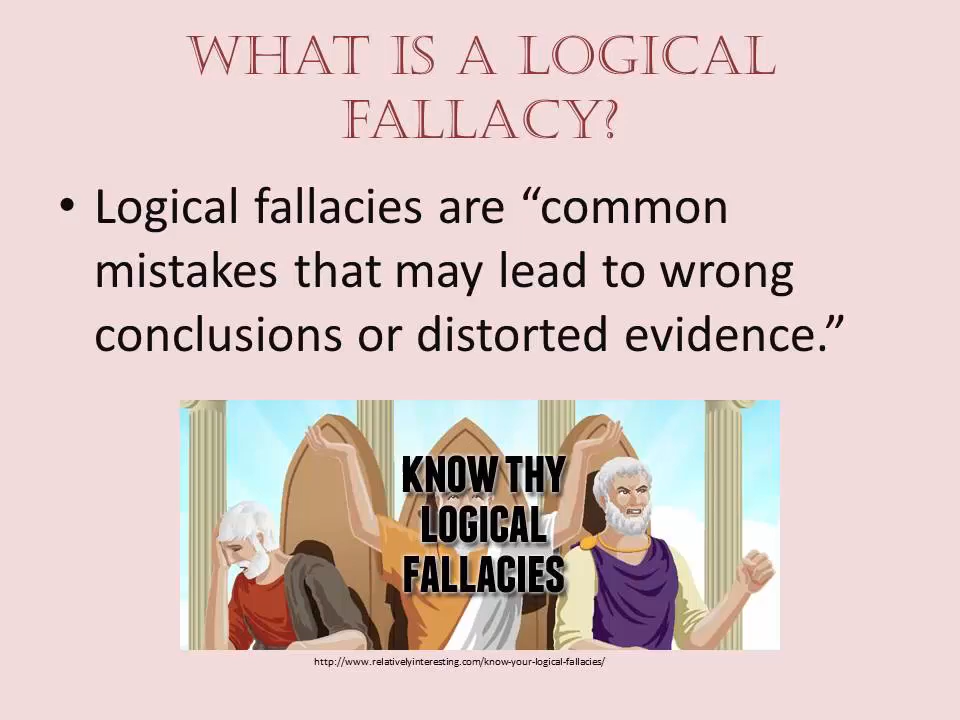 WHAT IS A LOGICAL
FALLACY?
• Logical fallacies are “common
mistakes that may lead to wrong
conclusions or distorted evidence.”
KNOW THY
LOGICAL
FALLACIES
http://www.relativelyinteresting.com/know-your-logical-fallacies/